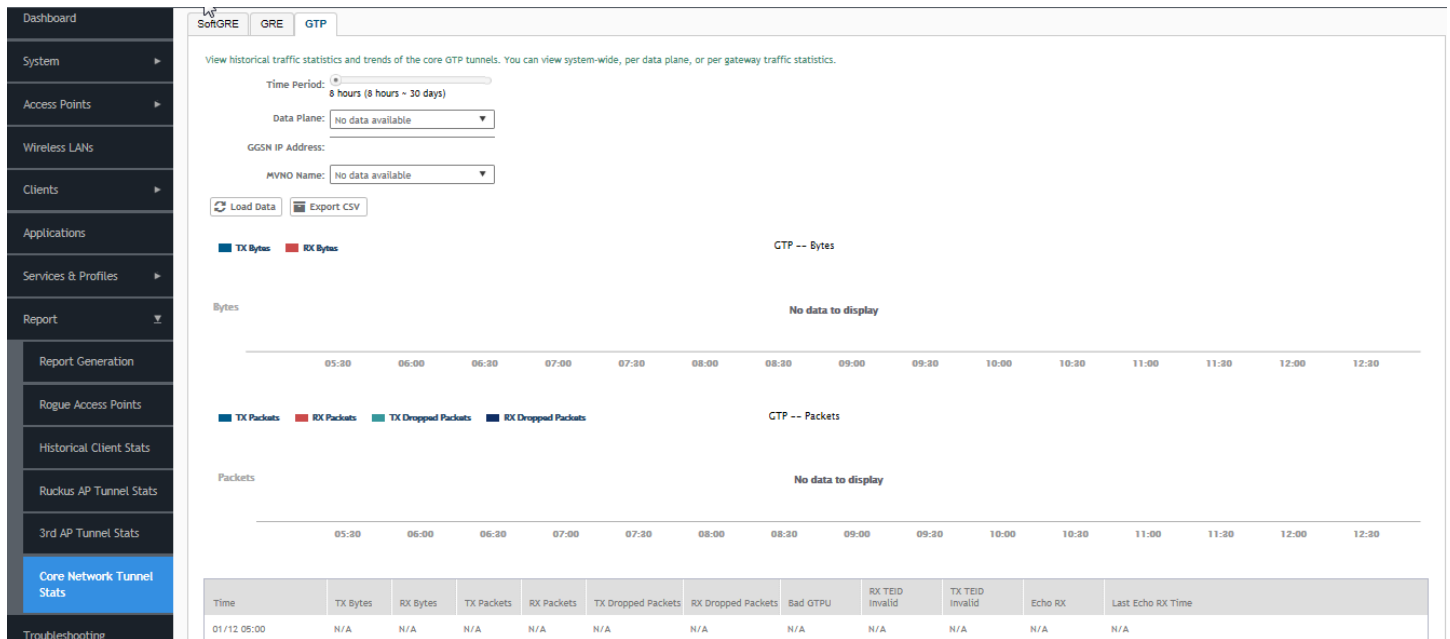 Dashboard
System
Access Points
Wireless LANs
Clients
Applications
Services & Profiles
Report
Report Generation
Rogue Access Points
Historical Client Stats
Ruckus AP Tunnel Stats
3rd AP Tunnel Stats
Core Network Tunnel
Stats
Troubleshooting
SoftGRE GRE GTP
View historical traffic statistics and trends of the core GTP tunnels. You can view system-wide, per data plane, or per gateway traffic statistics.
Time Period:
8 hours (8 hours ~ 30 days)
Data Plane: No data available
GGSN IP Address:
MVNO Name: No data available
Load Data Export CSV
TX Bytes RX Bytes GTP -- Bytes
Bytes No data to display
05:30 06:00 06:30 07:00 07:30 08:00 08:30 09:00 09:30 10:00 10:30 11:00 11:30 12:00 12:30
TX Packets RX Packets TX Dropped Packets RX Dropped Packets GTP -- Packets
Packets No data to display
05:30 06:00 06:30 07:00 07:30 08:00 08:30 09:00 09:30 10:00 10:30 11:00 11:30 12:00 12:30
Time TX Bytes RX Bytes TX Packets RX Packets TX Dropped Packets RX Dropped Packets Bad GTPU RX TEID Invalid TX TEID Invalid Echo RX Last Echo RX Time
01/12 05:00 N/A N/A N/A N/A N/A N/A N/A N/A N/A N/A N/A